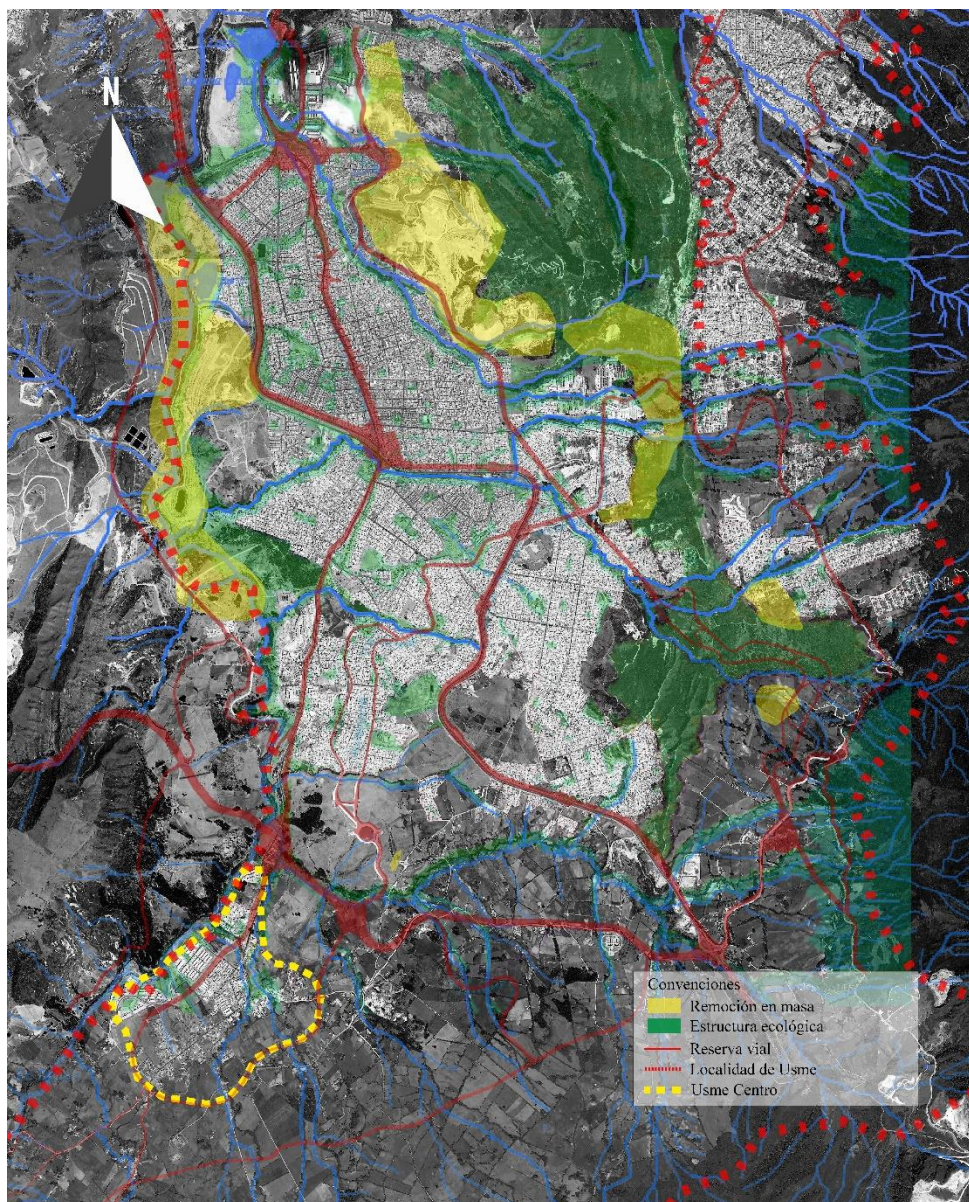 N
Convenciones
Remoción en masa
Estructura ecológica
Reserva vial
Localidad de Usme
Usme Centro